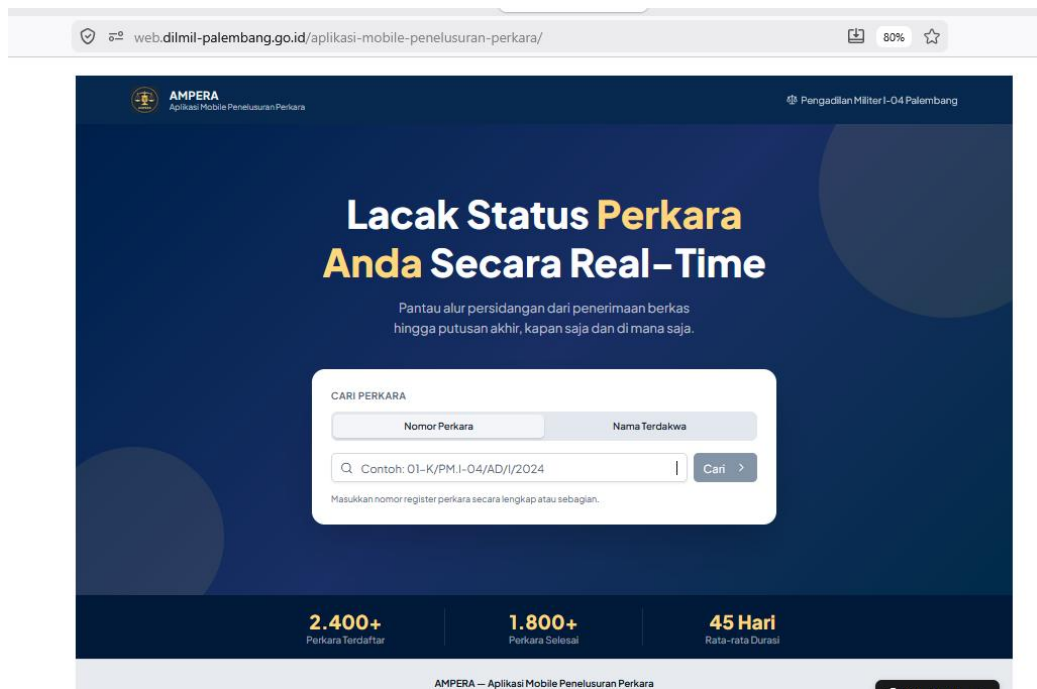 web.dilmil-palembang.go.id/aplikasi-mobile-penelusuran-perkara/
80%
AMPERA
Aplikasi Mobile Penelusuran Perkara
Pengadilan Militer I-04 Palembang
Lacak Status Perkara
Anda Secara Real-Time
Pantau alur persidangan dari penerimaan berkas
hingga putusan akhir, kapan saja dan di mana saja.
CARI PERKARA
Nomor Perkara
Nama Terdakwa
Contoh: 01-K/PM.I-04/AD/I/2024
Cari
Masukkan nomor register perkara secara lengkap atau sebagian.
2.400+
Perkara Terdaftar
1.800+
Perkara Selesai
45 Hari
Rata-rata Durasi
AMPERA — Aplikasi Mobile Penelusuran Perkara